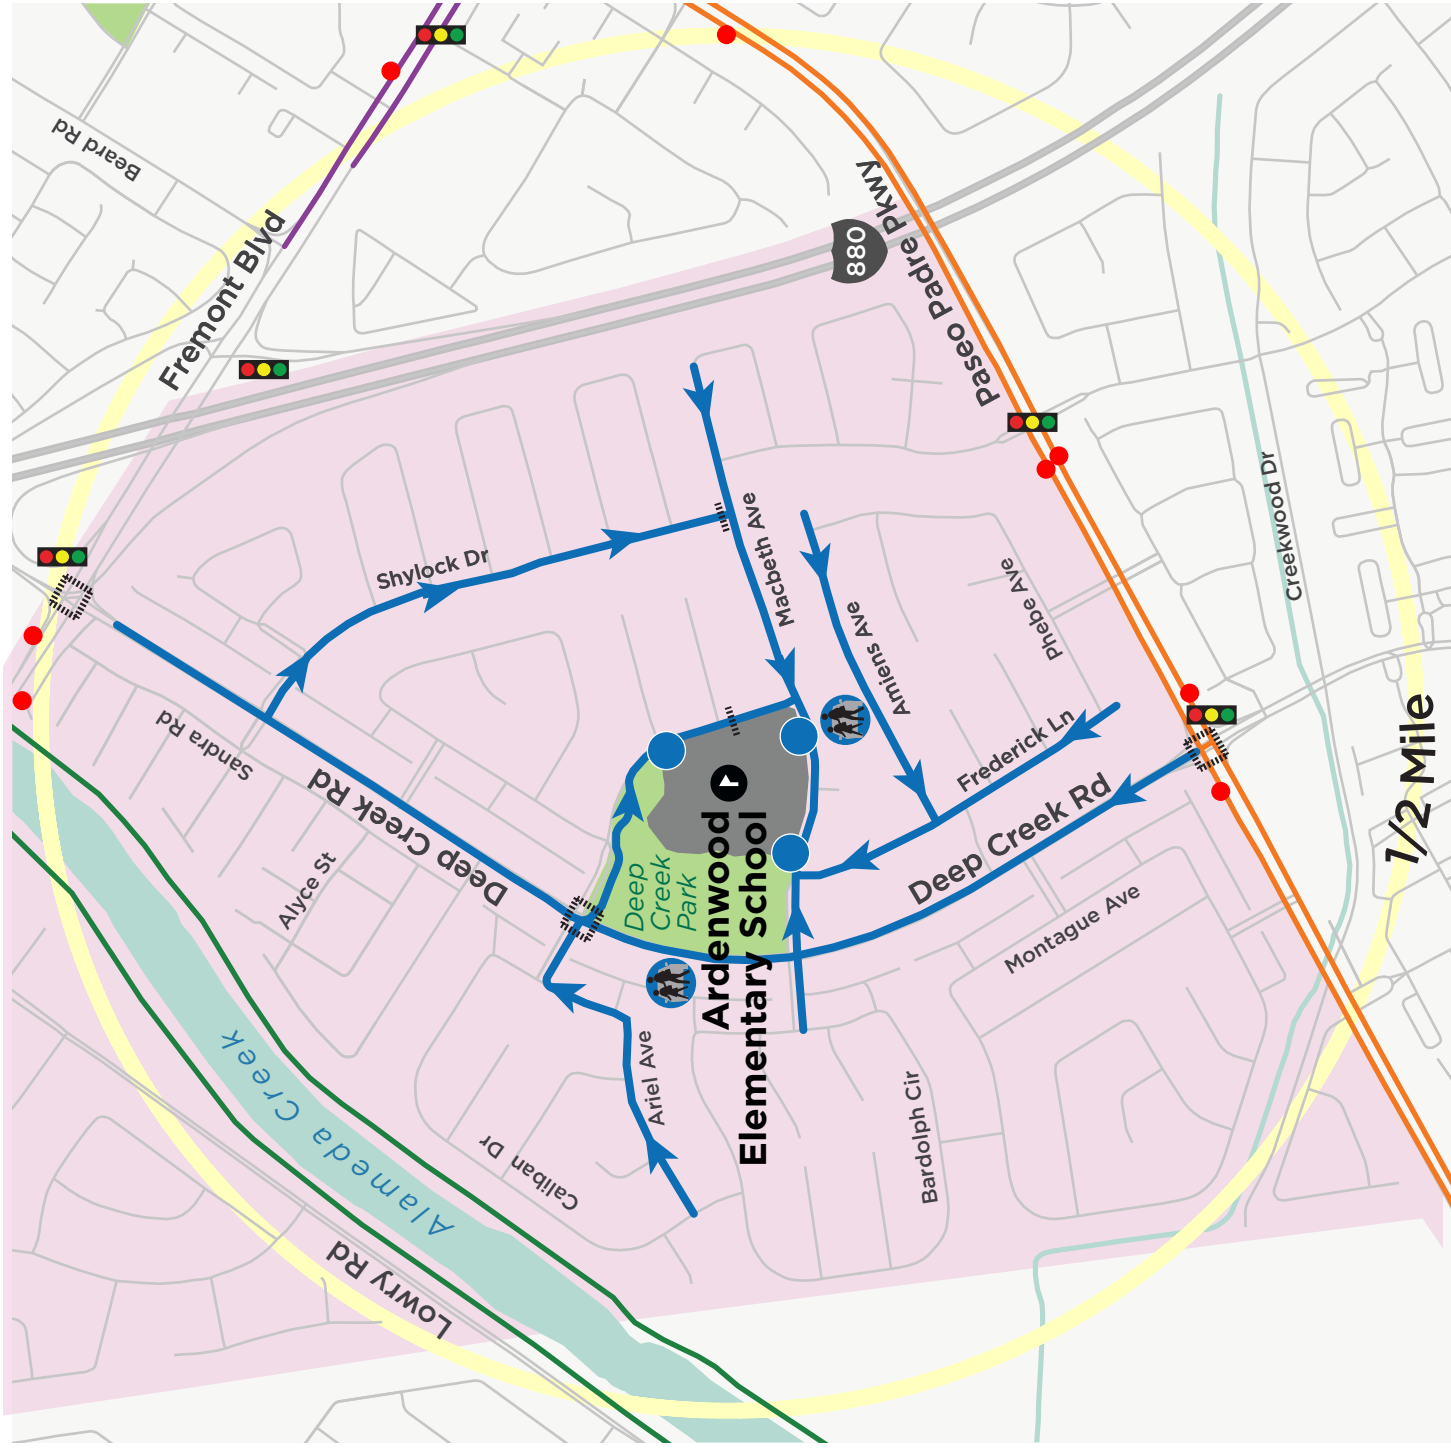 Beard Rd
Fremont Blvd
880
Paseo Padre Pkwy
Shylock Dr
Macbeth Ave
Creekwood Dr
Phebe Ave
Amiens Ave
Sandra Rd
Frederick Ln
1/2 Mile
Deep Creek Rd
Deep Creek Rd
Alyce St
Deep
Creek
Park
Ardenwood
Elementary School
Montague Ave
Alameda Creek
Ariel Ave
Bardolph Cir
Caliban Dr
Lowry Rd